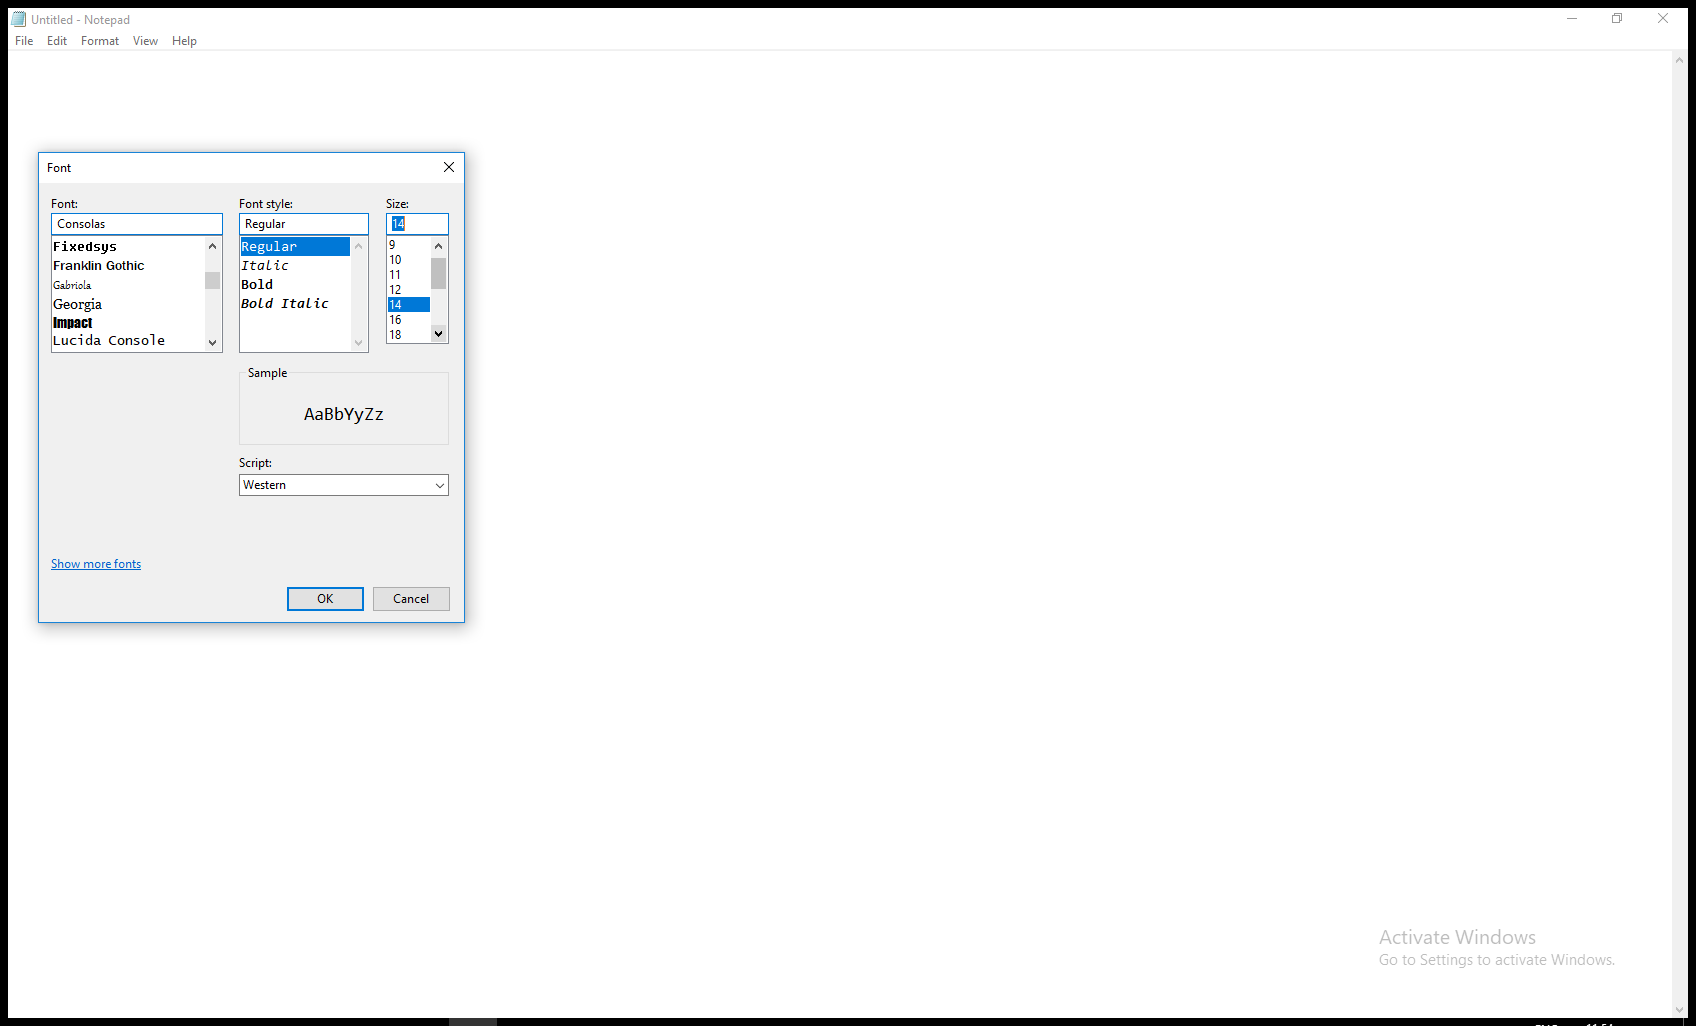 Untitled - Notepad
File Edit Format View Help
Font
Font: Font style: Size:
Consolas Regular 14
Fixedsys Regular 9
Franklin Gothic Italic 10
Gabriola Bold 11
Georgia Bold Italic 12
Impact 14
Lucida Console 16
18
Sample
AaBbYyZz
Script:
Western
Show more fonts
OK Cancel
Activate Windows
Go to Settings to activate Windows.